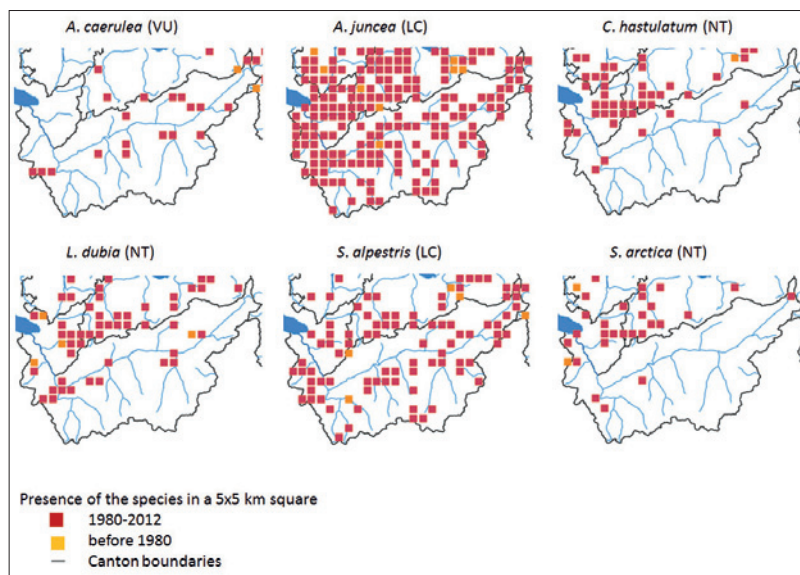 A. caerulea (VU) A. juncea (LC) C. hastulatum (NT)
L. dubia (NT) S. alpestris (LC) S. arctica (NT)
Presence of the species in a 5x5 km square
1980-2012
before 1980
Canton boundaries